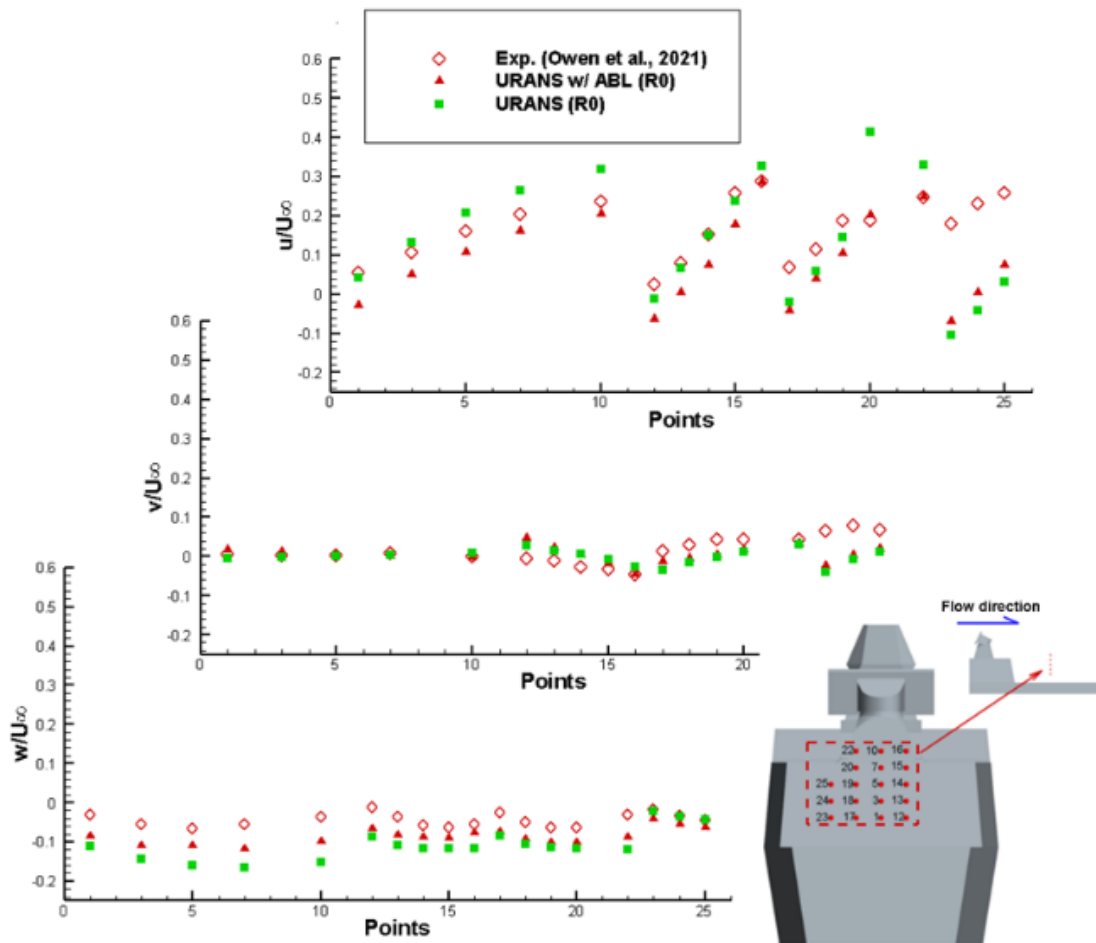 Exp. (Owen et al., 2021)
URANS w/ ABL (R0)
URANS (R0)
0.6
0.5
0.4
0.3
0.2
0.1
0
-0.1
-0.2
u/U∞
0 5 10 15 20 25
Points
0.6
0.5
0.4
0.3
0.2
0.1
0
-0.1
-0.2
v/U∞
0 5 10 15 20
Points
0.6
0.5
0.4
0.3
0.2
0.1
0
-0.1
-0.2
w/U∞
0 5 10 15 20 25
Points
Flow direction
22 10 16
20 7 15
25 19 5 14
24 18 3 13
23 17 1 12